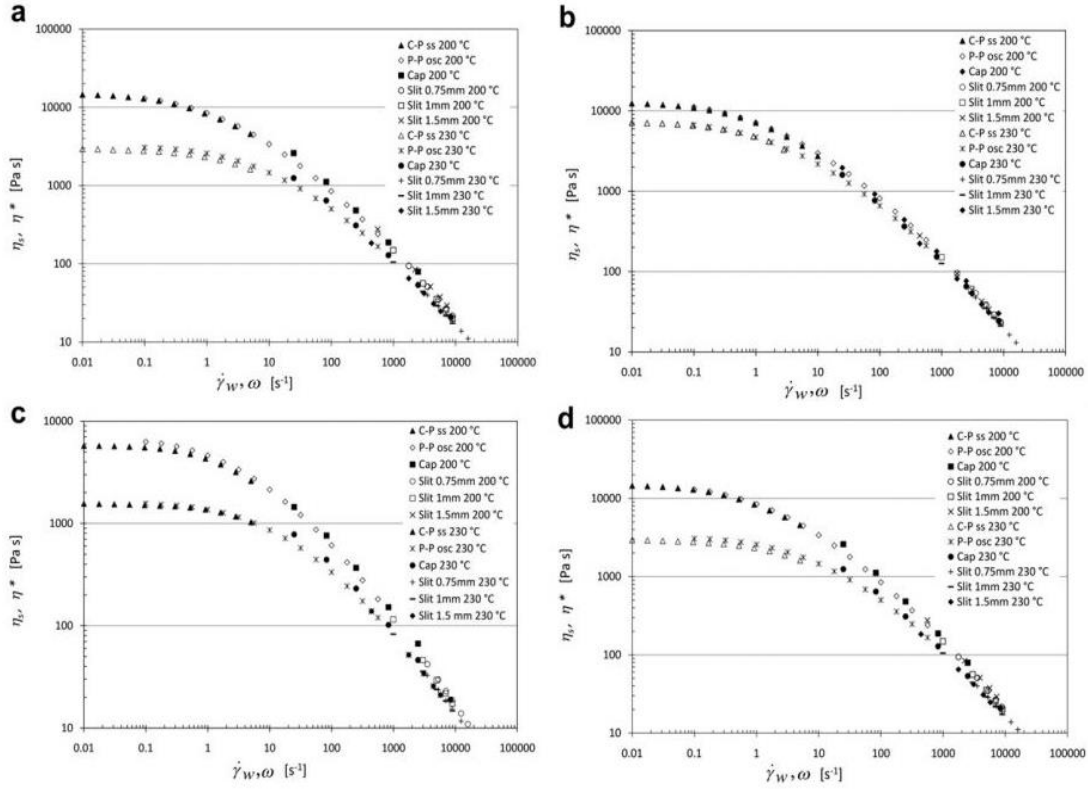 a
100000
10000
1000
100
10
0.01
0.1
1
10
100
1000
10000
100000
ηs, η* [Pa s]
γ̇W, ω [s-1]
C-P ss 200 °C
P-P osc 200 °C
Cap 200 °C
Slit 0.75mm 200 °C
Slit 1mm 200 °C
Slit 1.5mm 200 °C
C-P ss 230 °C
P-P osc 230 °C
Cap 230 °C
Slit 0.75mm 230 °C
Slit 1mm 230 °C
Slit 1.5mm 230 °C
b
100000
10000
1000
100
10
0.01
0.1
1
10
100
1000
10000
100000
ηs, η* [Pa s]
γ̇W, ω [s-1]
C-P ss 200 °C
P-P osc 200 °C
Cap 200 °C
Slit 0.75mm 200 °C
Slit 1mm 200 °C
Slit 1.5mm 200 °C
C-P ss 230 °C
P-P osc 230 °C
Cap 230 °C
Slit 0.75mm 230 °C
Slit 1mm 230 °C
Slit 1.5mm 230 °C
c
10000
1000
100
10
0.01
0.1
1
10
100
1000
10000
100000
ηs, η* [Pa s]
γ̇W, ω [s-1]
C-P ss 200 °C
P-P osc 200 °C
Cap 200 °C
Slit 0.75mm 200 °C
Slit 1mm 200 °C
Slit 1.5mm 200 °C
C-P ss 230 °C
P-P osc 230 °C
Cap 230 °C
Slit 0.75mm 230 °C
Slit 1mm 230 °C
Slit 1.5 mm 230 °C
d
100000
10000
1000
100
10
0.01
0.1
1
10
100
1000
10000
100000
ηs, η* [Pa s]
γ̇W, ω [s-1]
C-P ss 200 °C
P-P osc 200 °C
Cap 200 °C
Slit 0.75mm 200 °C
Slit 1mm 200 °C
Slit 1.5mm 200 °C
C-P ss 230 °C
P-P osc 230 °C
Cap 230 °C
Slit 0.75mm 230 °C
Slit 1mm 230 °C
Slit 1.5mm 230 °C